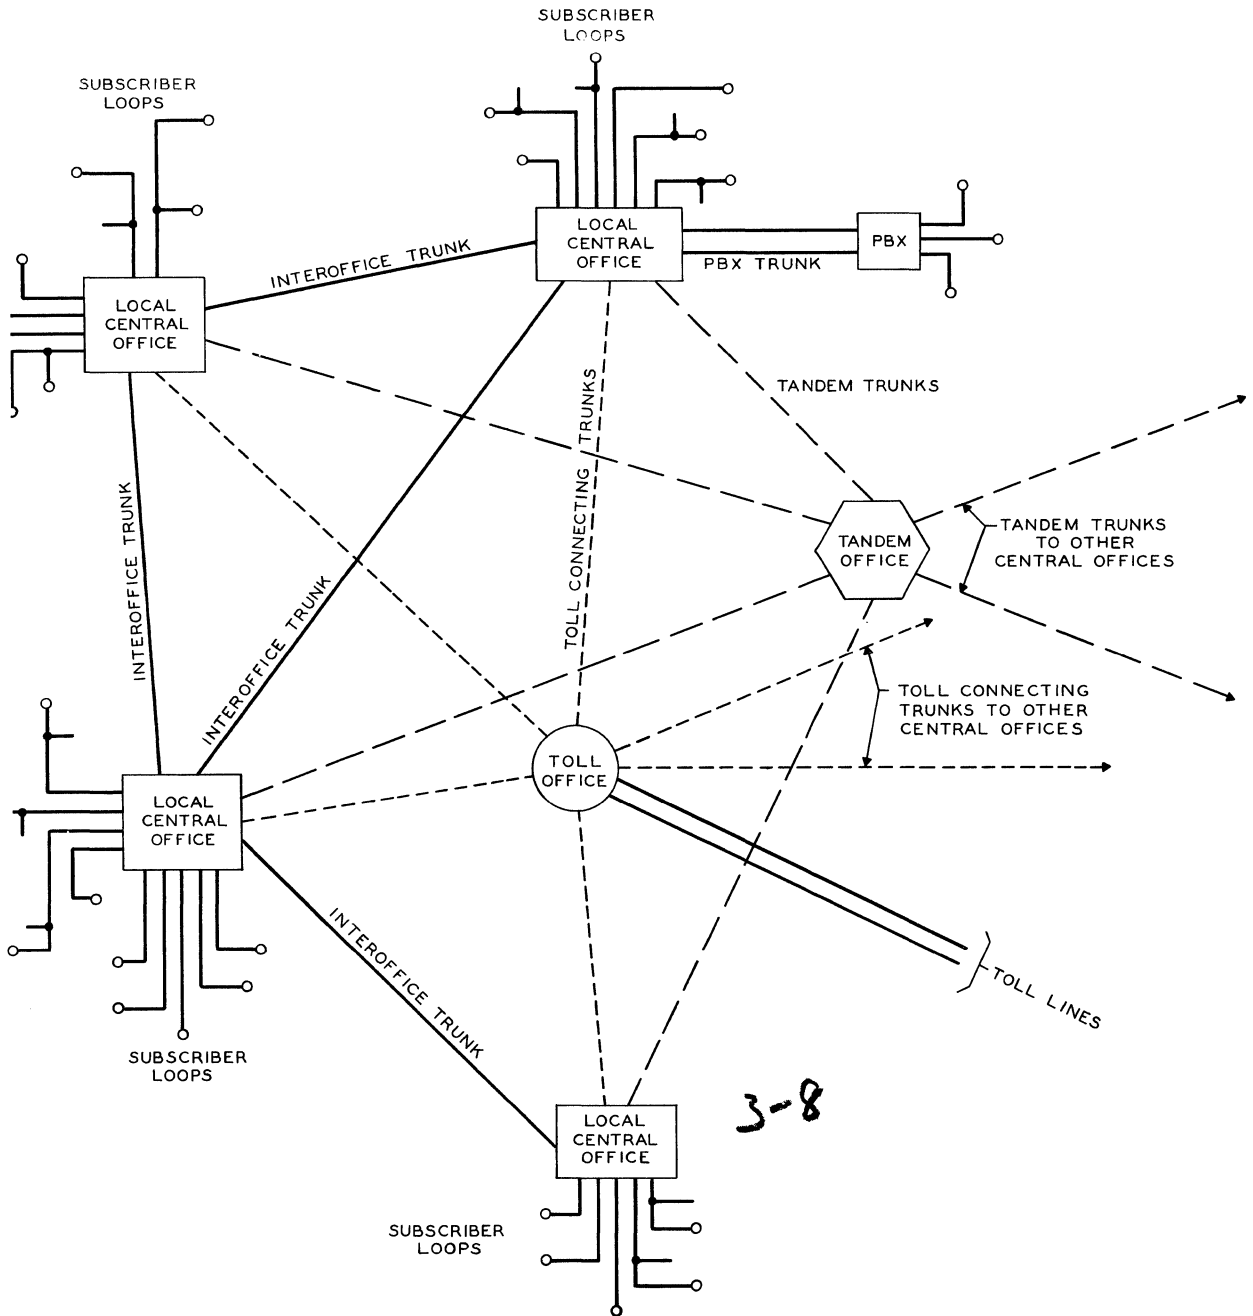 SUBSCRIBER
LOOPS
SUBSCRIBER
LOOPS
LOCAL
CENTRAL
OFFICE
PBX
INTEROFFICE TRUNK
PBX TRUNK
LOCAL
CENTRAL
OFFICE
TANDEM TRUNKS
TOLL CONNECTING TRUNKS
INTEROFFICE TRUNK
INTEROFFICE TRUNK
TANDEM
OFFICE
TANDEM TRUNKS
TO OTHER
CENTRAL OFFICES
TOLL CONNECTING
TRUNKS TO OTHER
CENTRAL OFFICES
TOLL
OFFICE
LOCAL
CENTRAL
OFFICE
INTEROFFICE TRUNK
TOLL LINES
SUBSCRIBER
LOOPS
3-8
LOCAL
CENTRAL
OFFICE
SUBSCRIBER
LOOPS